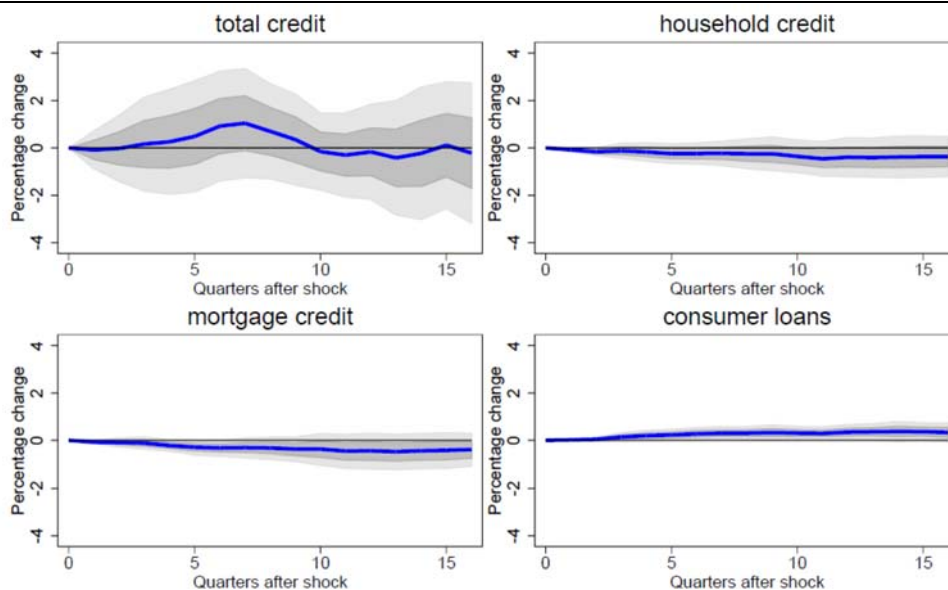 total credit
Percentage change
4
2
0
-2
-4
0 5 10 15
Quarters after shock
household credit
Percentage change
4
2
0
-2
-4
0 5 10 15
Quarters after shock
mortgage credit
Percentage change
4
2
0
-2
-4
0 5 10 15
Quarters after shock
consumer loans
Percentage change
4
2
0
-2
-4
0 5 10 15
Quarters after shock